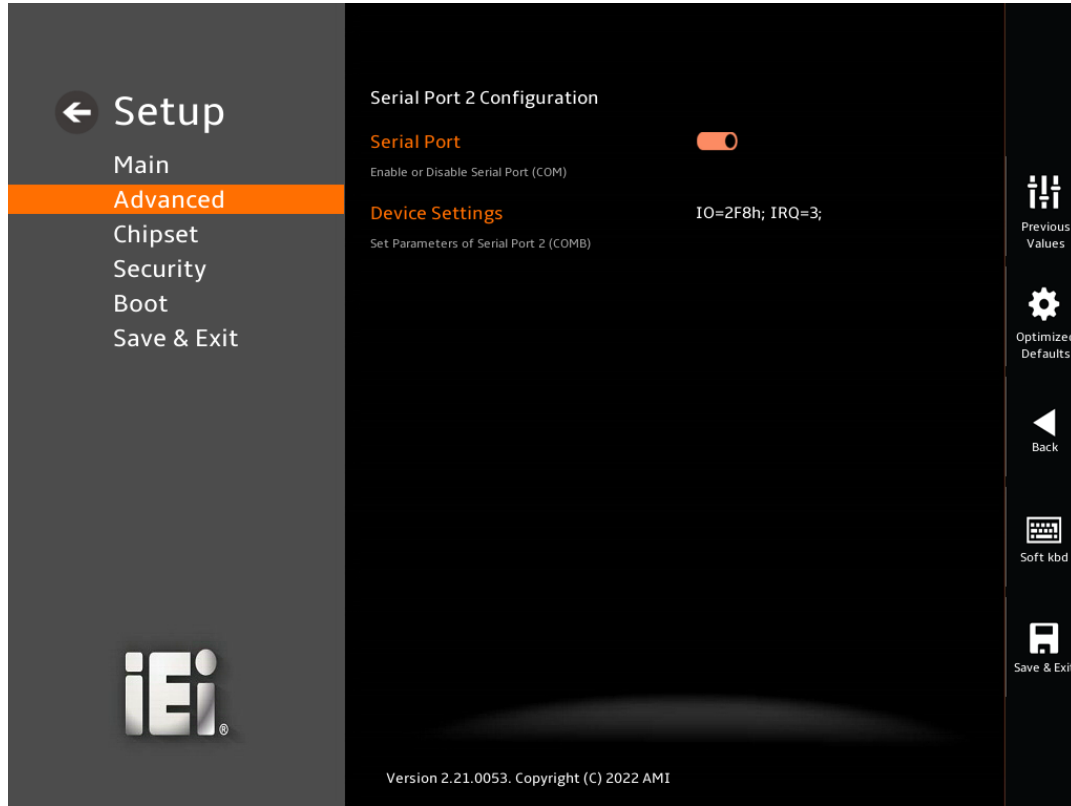 Setup
Main
Advanced
Chipset
Security
Boot
Save & Exit
iEi®
Serial Port 2 Configuration
Serial Port
Enable or Disable Serial Port (COM)
Device Settings IO=2F8h; IRQ=3;
Set Parameters of Serial Port 2 (COMB)
Version 2.21.0053. Copyright (C) 2022 AMI
Previous
Values
Optimized
Defaults
Back
Soft kbd
Save & Exit